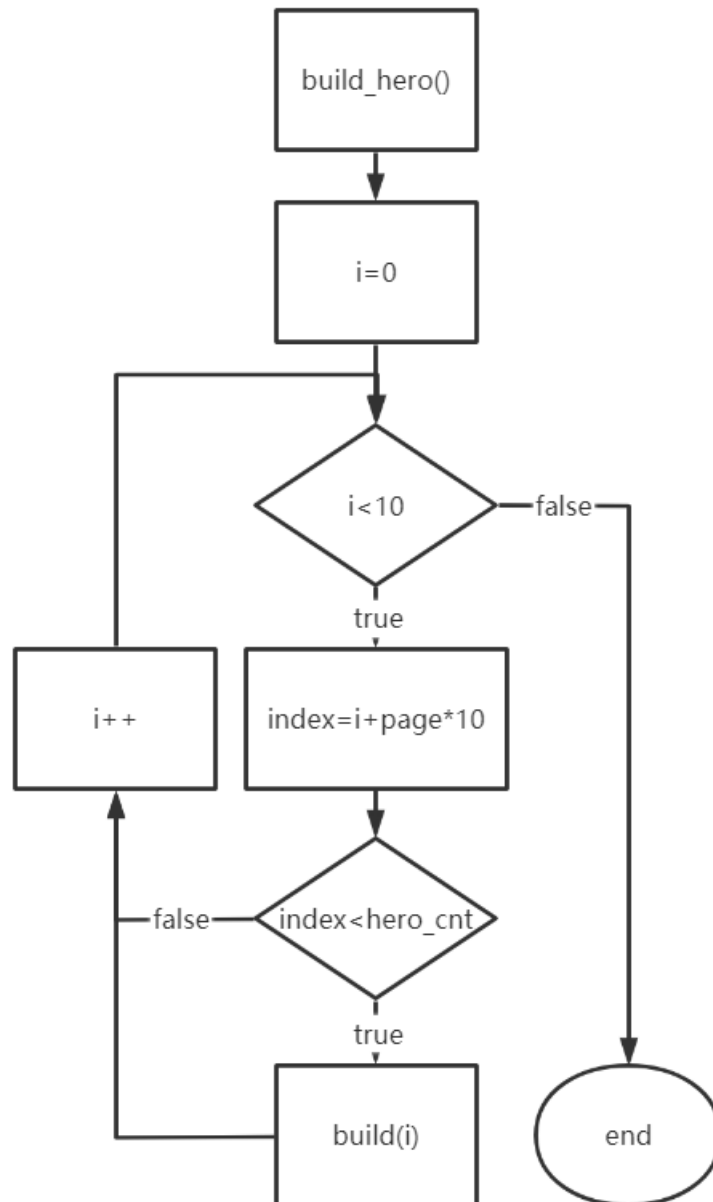 build_hero()
i=0
i<10
false
true
i++
index=i+page*10
index<hero_cnt
false
true
build(i)
end